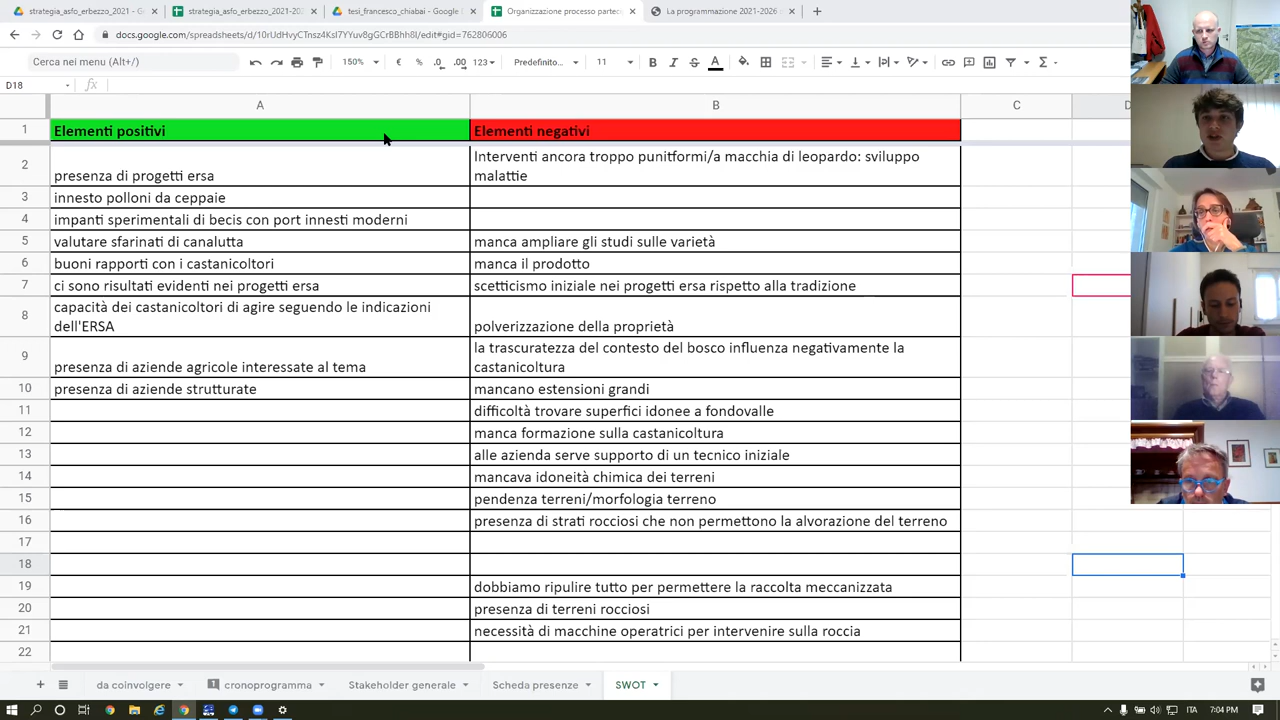 strategia_asfo_erbezzo_2021 - G
strategia_asfo_erbezzo_2021-202
tesi_francesco_chiabai - Google
Organizzazione processo partec
La programmazione 2021-2026
docs.google.com/spreadsheets/d/10rUdHvyCTnsz4KsI7YYuv8gGCrBBhh8l/edit#gid=762806006
Cerca nei menu (Alt+/)
150%
€ % .0 .00 123
Predefinito...
11
B I S A
D18
fx
A B C D
1 Elementi positivi Elementi negativi
Interventi ancora troppo punitformi/a macchia di leopardo: sviluppo
2 presenza di progetti ersa malattie
3 innesto polloni da ceppaie
4 impanti sperimentali di becis con port innesti moderni
5 valutare sfarinati di canalutta manca ampliare gli studi sulle varietà
6 buoni rapporti con i castanicoltori manca il prodotto
7 ci sono risultati evidenti nei progetti ersa scetticismo iniziale nei progetti ersa rispetto alla tradizione
capacità dei castanicoltori di agire seguendo le indicazioni
8 dell'ERSA polverizzazione della proprietà
la trascuratezza del contesto del bosco influenza negativamente la
9 presenza di aziende agricole interessate al tema castanicoltura
10 presenza di aziende strutturate mancano estensioni grandi
11 difficoltà trovare superfici idonee a fondovalle
12 manca formazione sulla castanicoltura
13 alle azienda serve supporto di un tecnico iniziale
14 mancava idoneità chimica dei terreni
15 pendenza terreni/morfologia terreno
16 presenza di strati rocciosi che non permettono la alvorazione del terreno
17
18
19 dobbiamo ripulire tutto per permettere la raccolta meccanizzata
20 presenza di terreni rocciosi
21 necessità di macchine operatrici per intervenire sulla roccia
22
da coinvolgere cronoprogramma Stakeholder generale Scheda presenze SWOT
ITA 7:04 PM